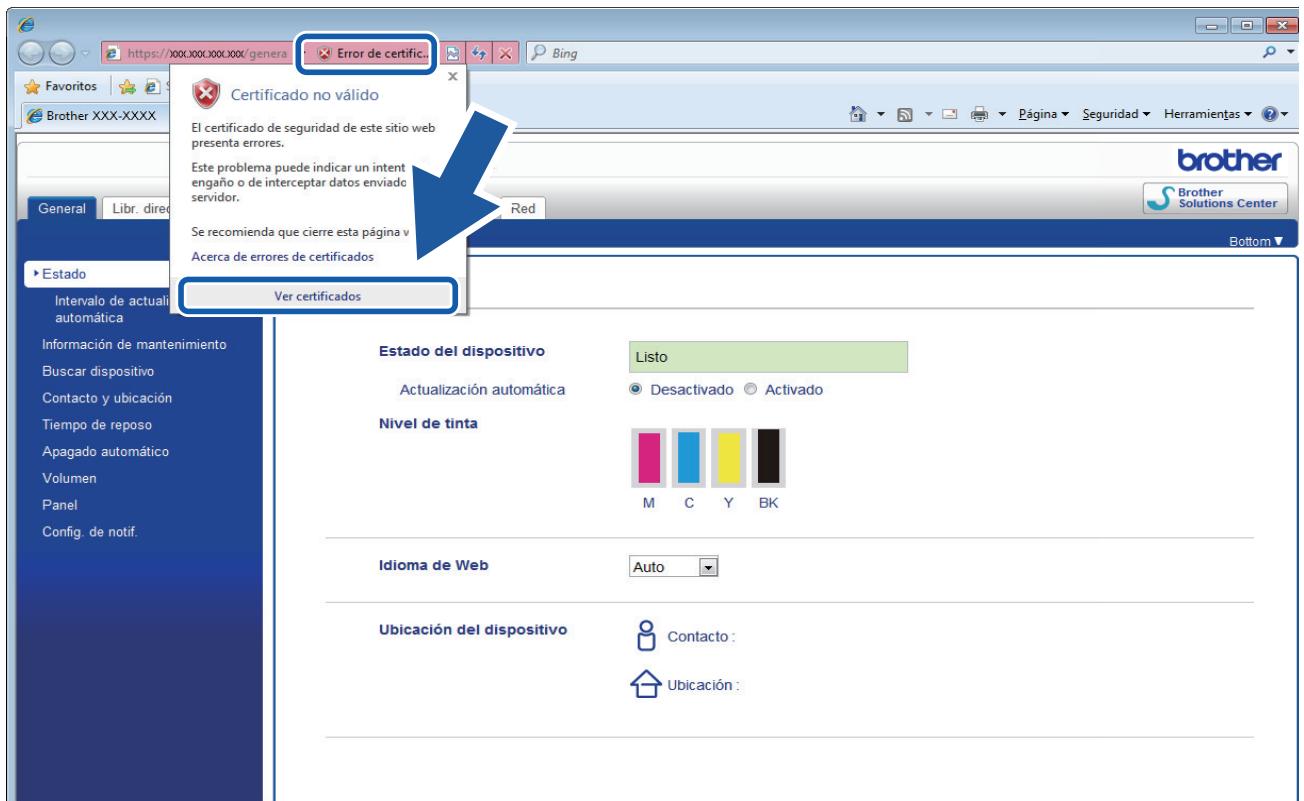 https://xxx.xxx.xxx.xxx/genera
Error de certific...
Bing
Favoritos
Brother XXX-XXXX
Página
Seguridad
Herramientas
Certificado no válido
El certificado de seguridad de este sitio web
presenta errores.
Este problema puede indicar un
engaño o de interceptar datos
servidor.
Se recomienda que cierre esta página
Acerca de errores de certificados
Ver certificados
brother
Brother
Solutions Center
General
Libr.
Red
Bottom▼
Estado
Intervalo de
automática
Información de mantenimiento
Buscar dispositivo
Contacto y ubicación
Tiempo de reposo
Apagado automático
Volumen
Panel
Config. de notif.
Estado del dispositivo
Listo
Actualización automática
Desactivado
Activado
Nivel de tinta
M C Y BK
Idioma de Web
Auto
Ubicación del dispositivo
Contacto :
Ubicación :